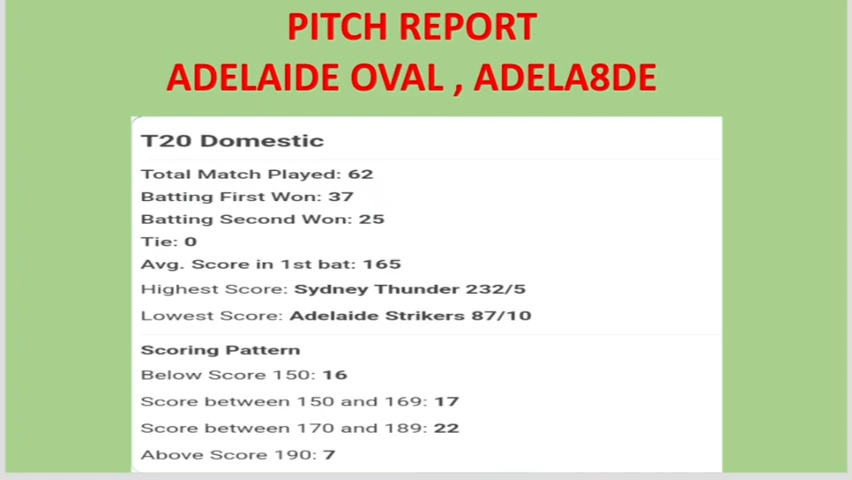 PITCH REPORT
ADELAIDE OVAL , ADELA8DE
T20 Domestic
Total Match Played: 62
Batting First Won: 37
Batting Second Won: 25
Tie: 0
Avg. Score in 1st bat: 165
Highest Score: Sydney Thunder 232/5
Lowest Score: Adelaide Strikers 87/10
Scoring Pattern
Below Score 150: 16
Score between 150 and 169: 17
Score between 170 and 189: 22
Above Score 190: 7